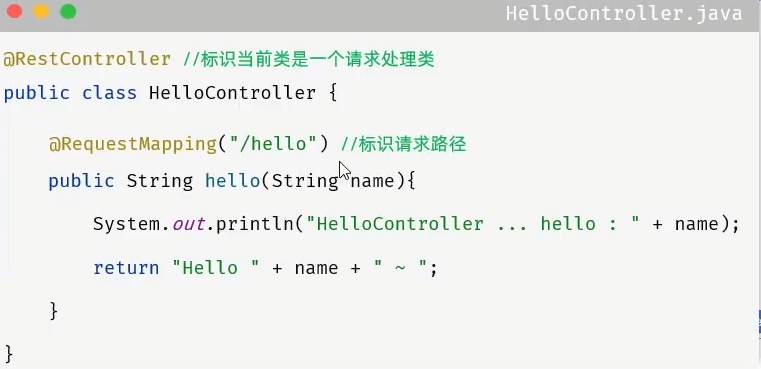 HelloController.java
@RestController //标识当前类是一个请求处理类
public class HelloController {
@RequestMapping("/hello") //标识请求路径
public String hello(String name){
System.out.println("HelloController ... hello : " + name);
return "Hello " + name + " ~ ";
}
}